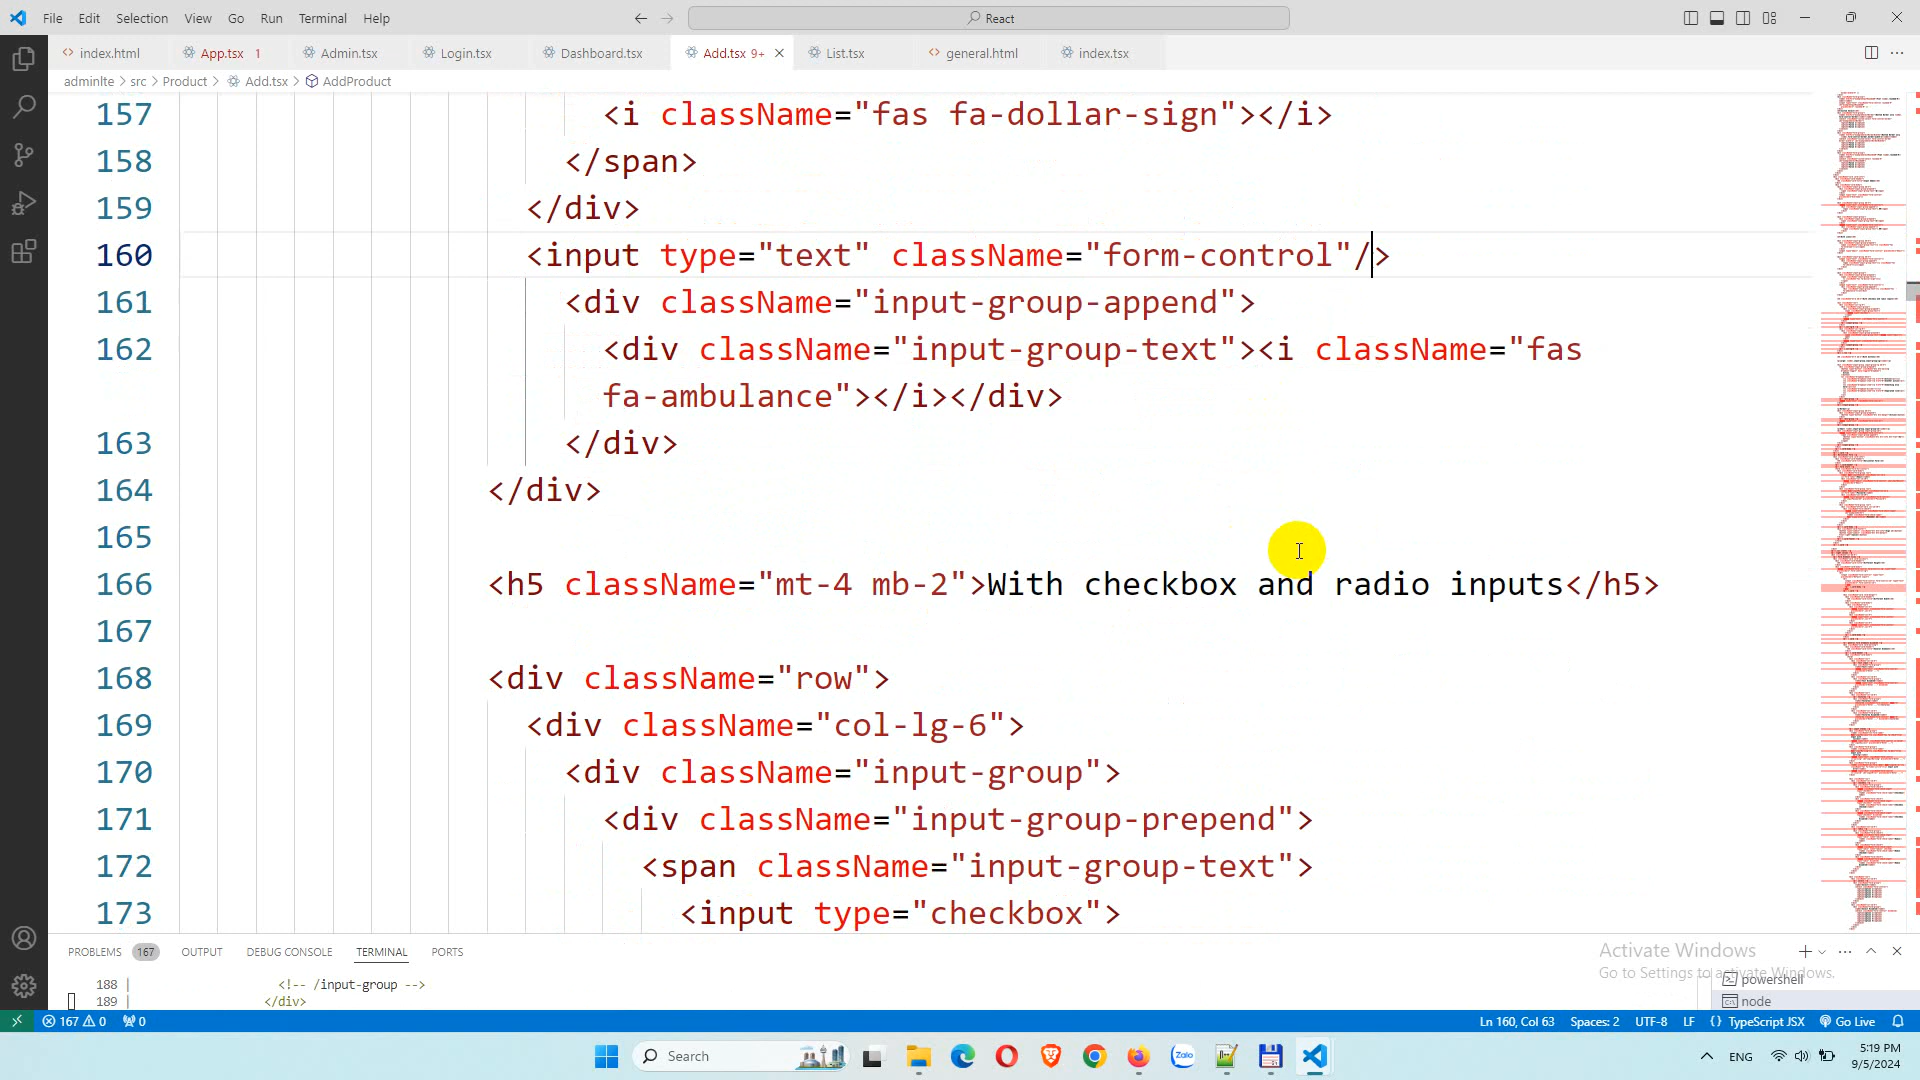 File Edit Selection View Go Run Terminal Help
React
index.html
App.tsx 1
Admin.tsx
Login.tsx
Dashboard.tsx
Add.tsx 9+
List.tsx
general.html
index.tsx
adminlte > src > Product > Add.tsx > AddProduct
157 <i className="fas fa-dollar-sign"></i>
158 </span>
159 </div>
160 <input type="text" className="form-control"/>
161 <div className="input-group-append">
162 <div className="input-group-text"><i className="fas
fa-ambulance"></i></div>
163 </div>
164 </div>
165
166 <h5 className="mt-4 mb-2">With checkbox and radio inputs</h5>
167
168 <div className="row">
169 <div className="col-lg-6">
170 <div className="input-group">
171 <div className="input-group-prepend">
172 <span className="input-group-text">
173 <input type="checkbox">
PROBLEMS 167 OUTPUT DEBUG CONSOLE TERMINAL PORTS
188 | <!-- /input-group -->
189 | </div>
powershell
node
Activate Windows
Go to Settings to activate Windows.
167 0 0
Ln 160, Col 63 Spaces: 2 UTF-8 LF {} TypeScript JSX Go Live
Search
Zalo
ENG
5:19 PM
9/5/2024